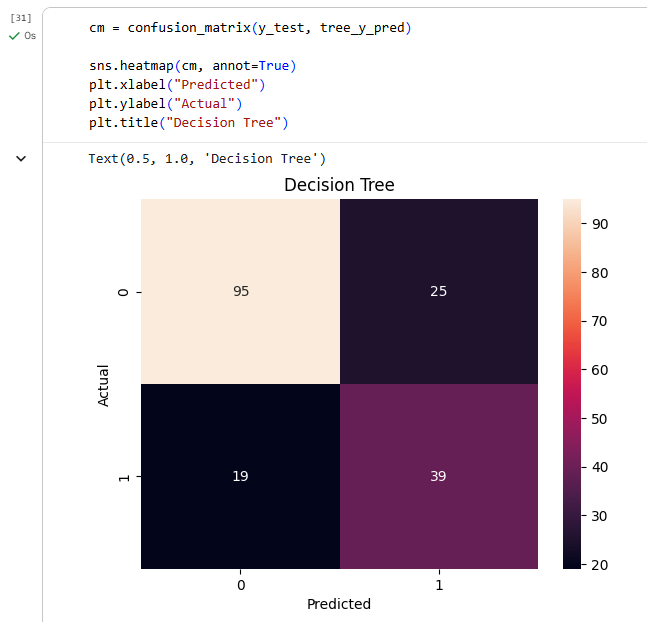 [31]
0s
cm = confusion_matrix(y_test, tree_y_pred)
sns.heatmap(cm, annot=True)
plt.xlabel("Predicted")
plt.ylabel("Actual")
plt.title("Decision Tree")
Text(0.5, 1.0, 'Decision Tree')
Decision Tree
0
95
25
Actual
1
19
39
0
1
Predicted
90
80
70
60
50
40
30
20